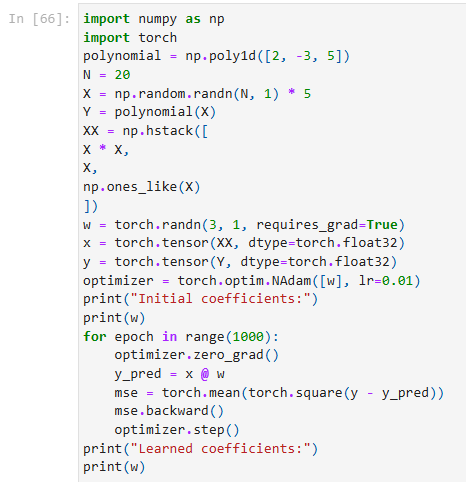 In [66]: import numpy as np
import torch
polynomial = np.poly1d([2, -3, 5])
N = 20
X = np.random.randn(N, 1) * 5
Y = polynomial(X)
XX = np.hstack([
X * X,
X,
np.ones_like(X)
])
w = torch.randn(3, 1, requires_grad=True)
x = torch.tensor(XX, dtype=torch.float32)
y = torch.tensor(Y, dtype=torch.float32)
optimizer = torch.optim.NAdam([w], lr=0.01)
print("Initial coefficients:")
print(w)
for epoch in range(1000):
    optimizer.zero_grad()
    y_pred = x @ w
    mse = torch.mean(torch.square(y - y_pred))
    mse.backward()
    optimizer.step()
print("Learned coefficients:")
print(w)